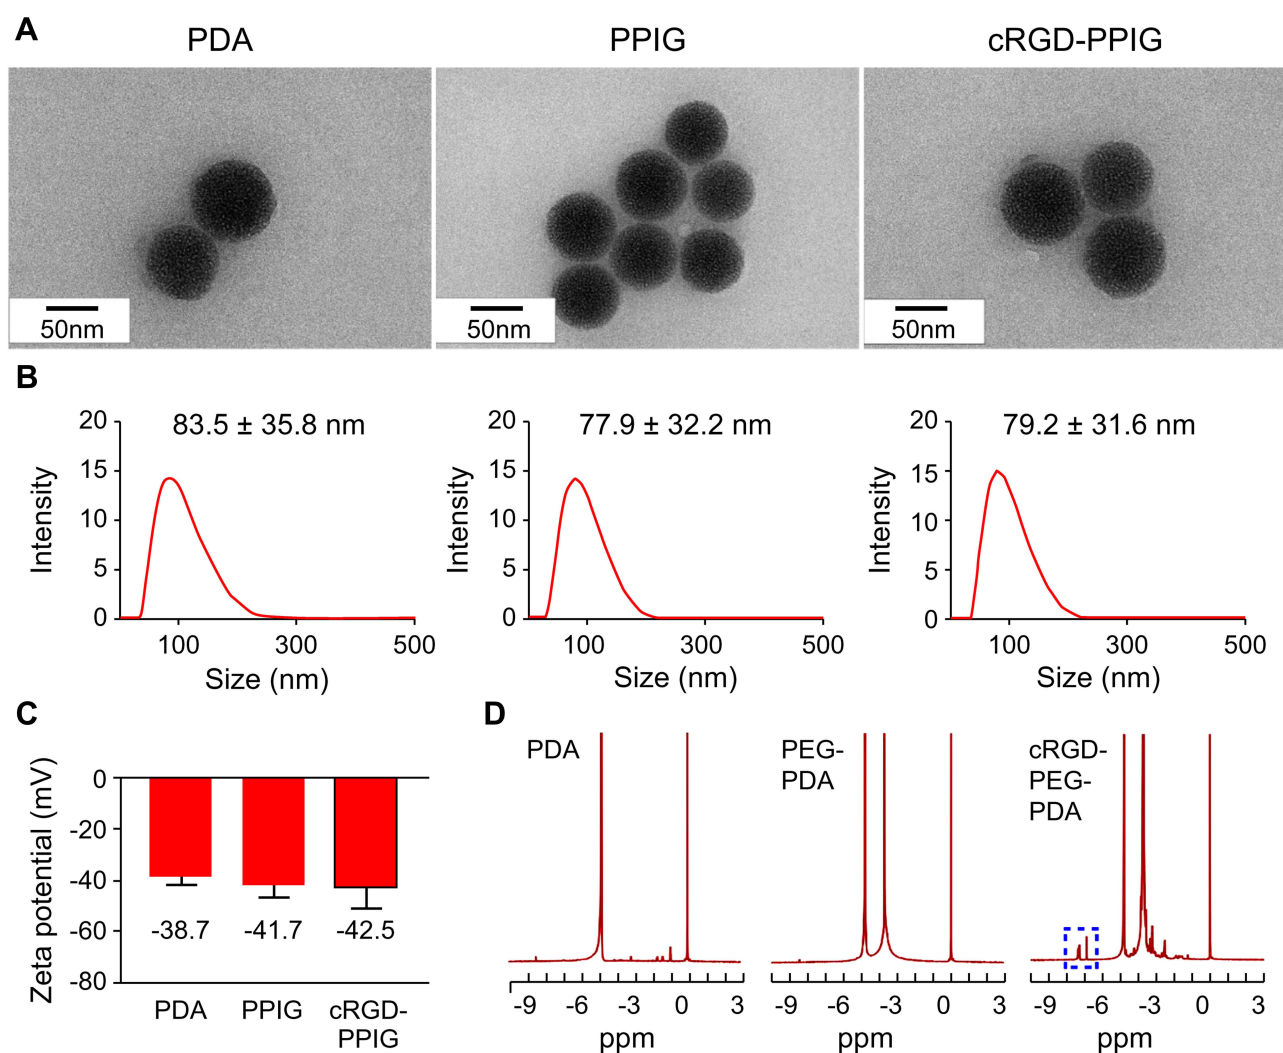 A
PDA
PPIG
cRGD-PPIG
50nm
50nm
50nm
B
83.5 ± 35.8 nm
77.9 ± 32.2 nm
79.2 ± 31.6 nm
20
15
10
5
0
Intensity
100
300
500
Size (nm)
20
15
10
5
0
Intensity
100
300
500
Size (nm)
20
15
10
5
0
Intensity
100
300
500
Size (nm)
C
Zeta potential (mV)
0
-20
-40
-60
-80
-38.7
-41.7
-42.5
PDA
PPIG
cRGD-
PPIG
D
PDA
-9
-6
-3
0
3
ppm
PEG-
PDA
-9
-6
-3
0
3
ppm
cRGD-
PEG-
PDA
-9
-6
-3
0
3
ppm